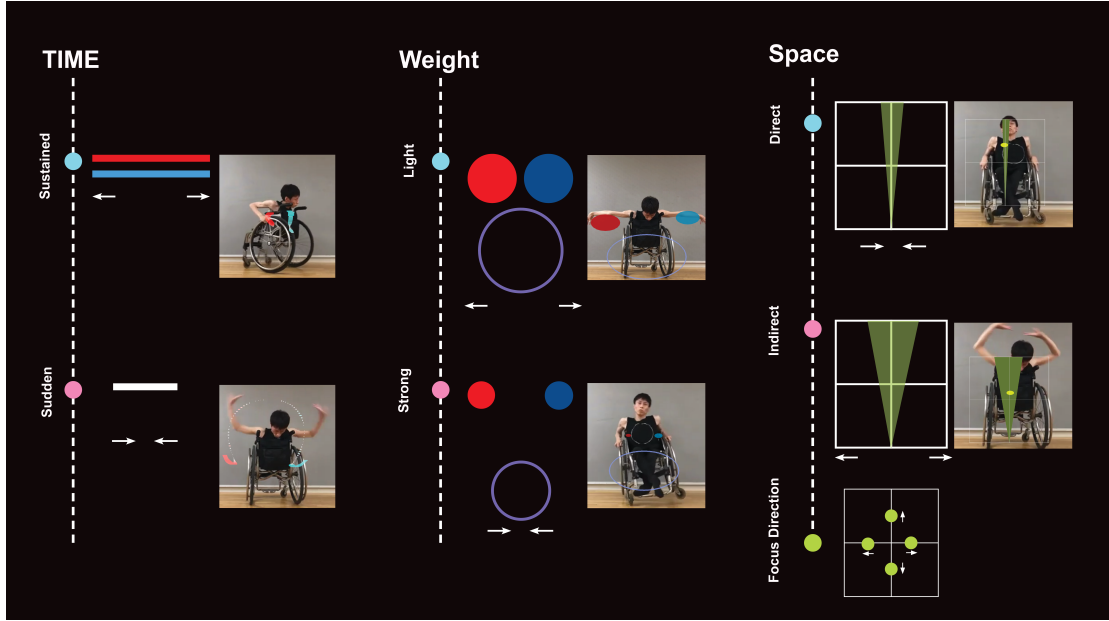 TIME
Sustained
Sudden
Weight
Light
Strong
Space
Direct
Indirect
Focus Direction